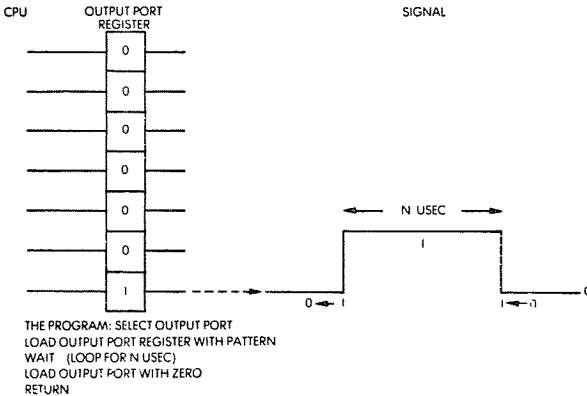 CPU
OUTPUT PORT
REGISTER
SIGNAL
0
0
0
0
0
0
1
N USEC
1
0
1
1
0
0
THE PROGRAM: SELECT OUTPUT PORT
LOAD OUTPUT PORT REGISTER WITH PATTERN
WAIT (LOOP FOR N USEC)
LOAD OUTPUT PORT WITH ZERO
RETURN